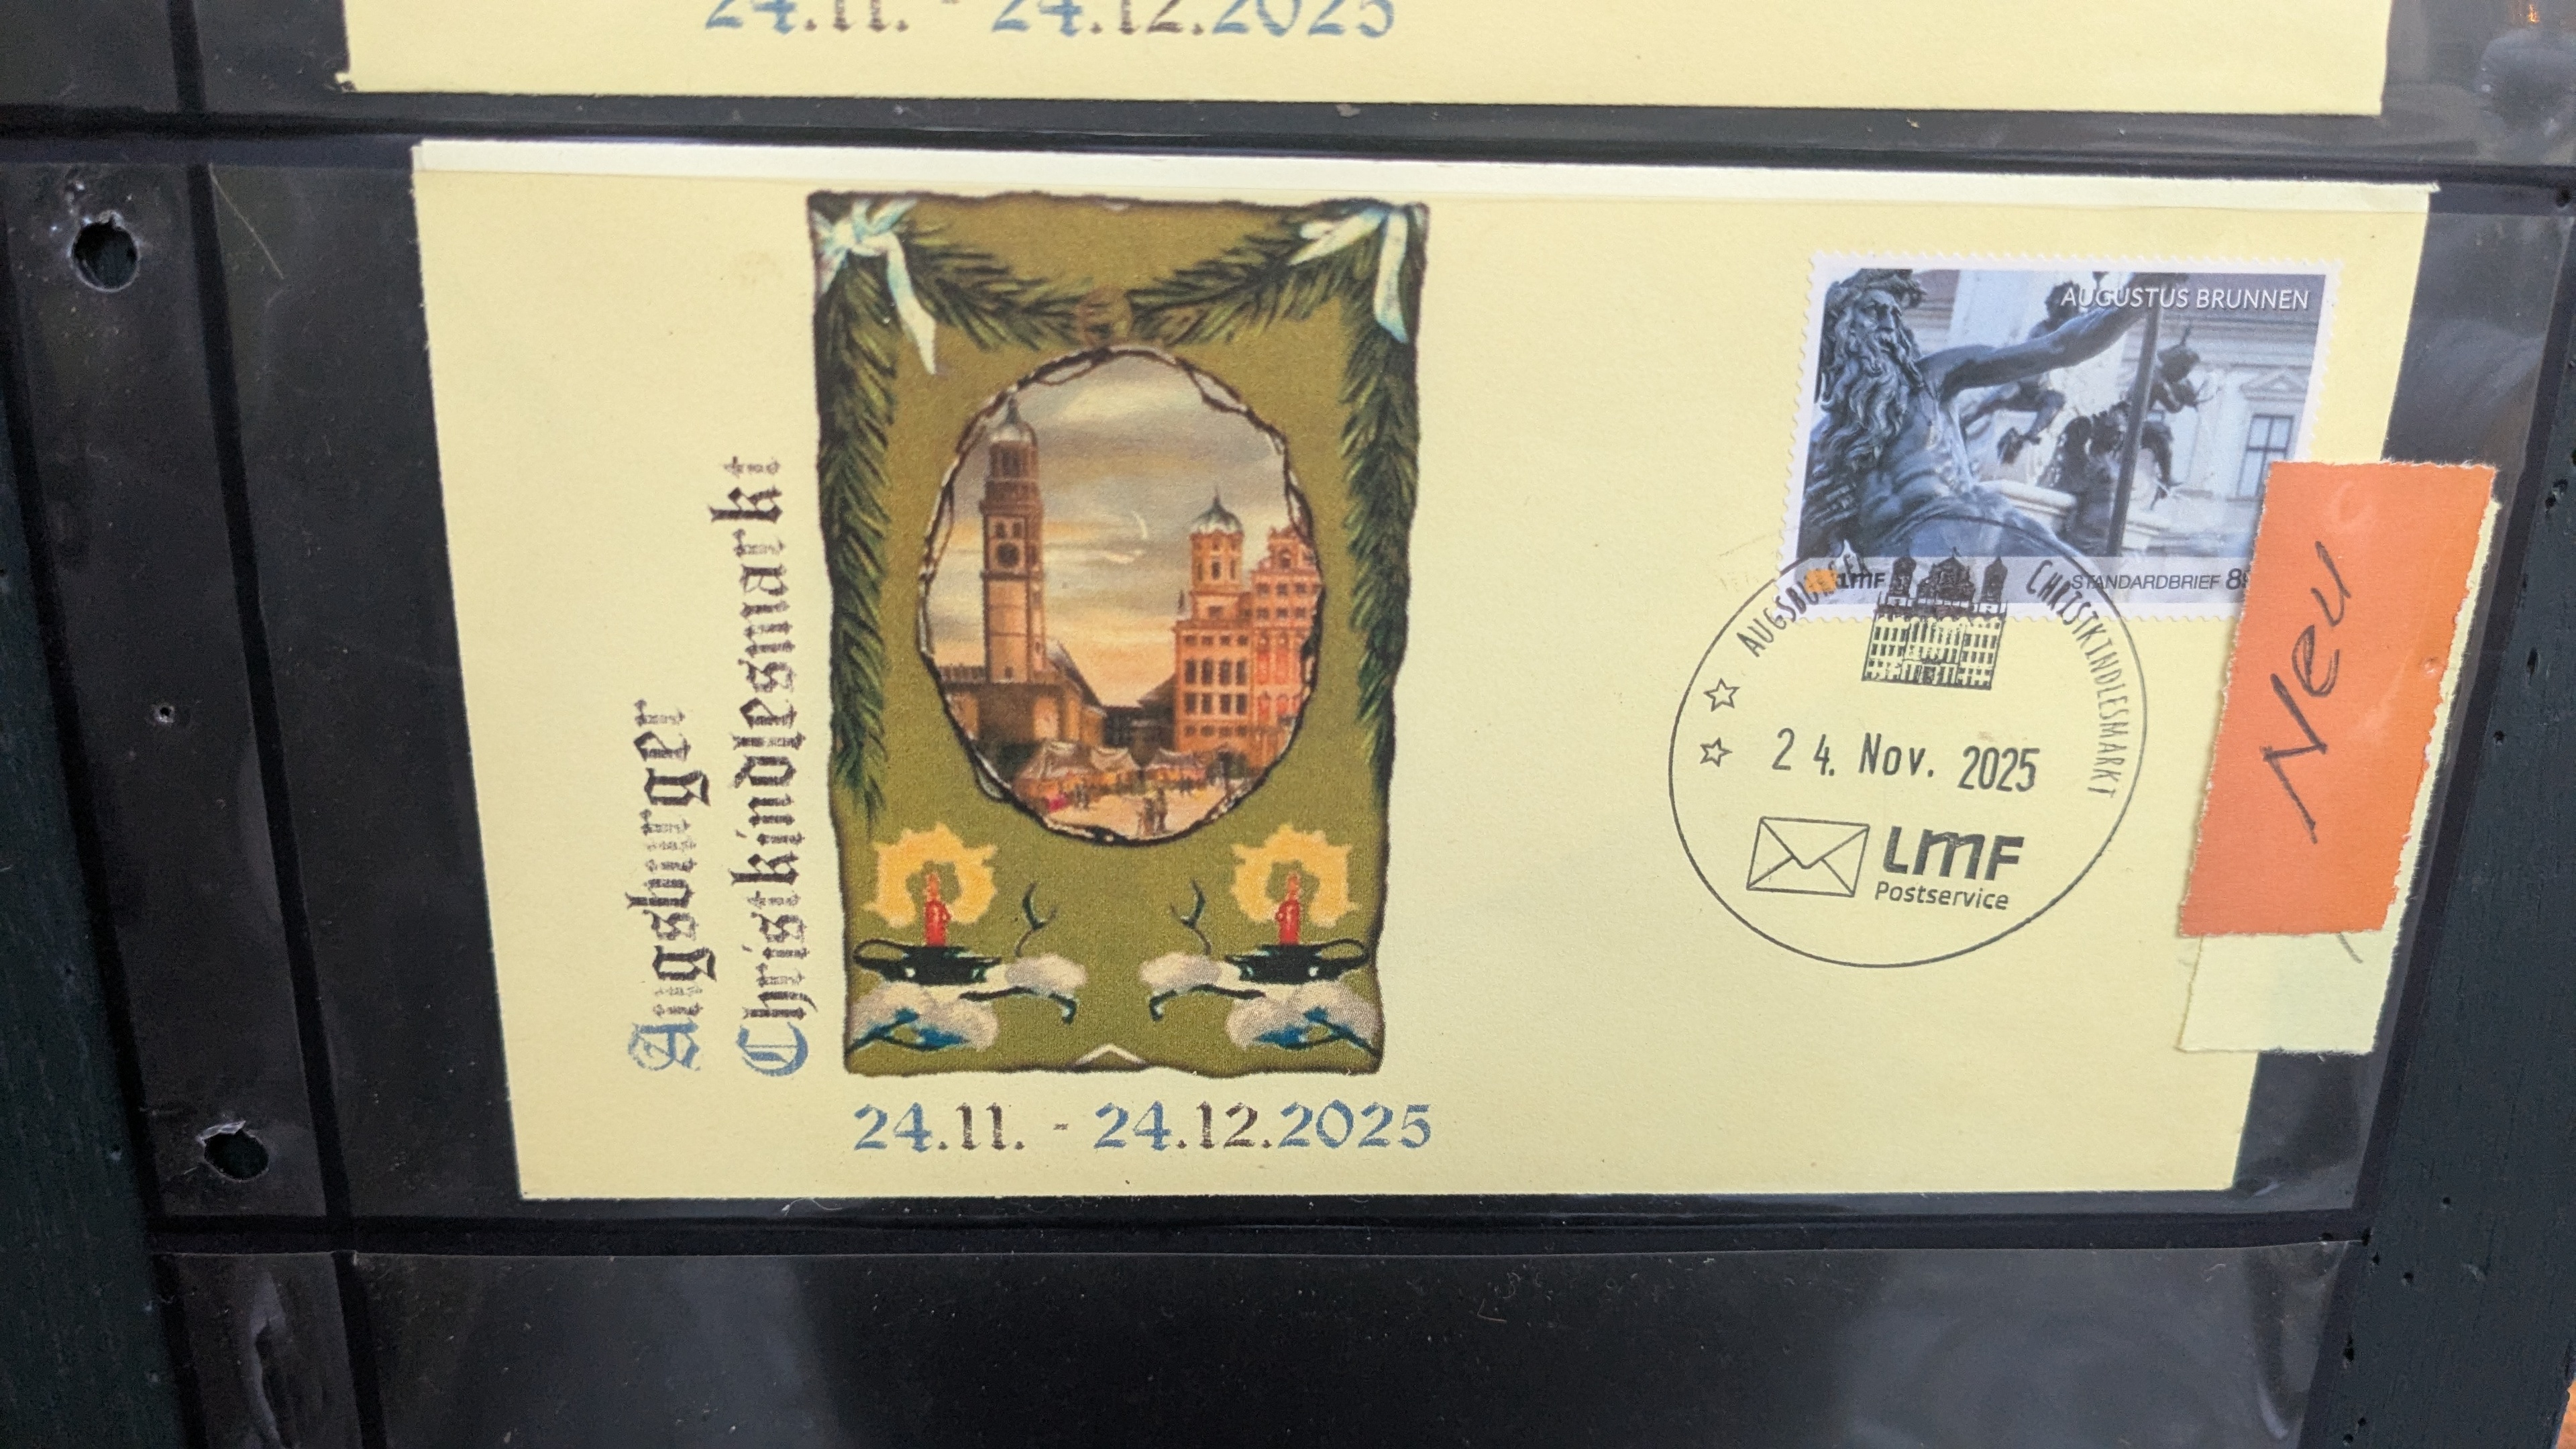 24.11. - 24.12.2025
Augsburger
Christkindlesmarkt
24.11. - 24.12.2025
AUGUSTUS BRUNNEN
LMF
STANDARDBRIEF
AUGSBURGER CHRISTKINDLESMARKT
24. Nov. 2025
LMF
Postservice
Neu